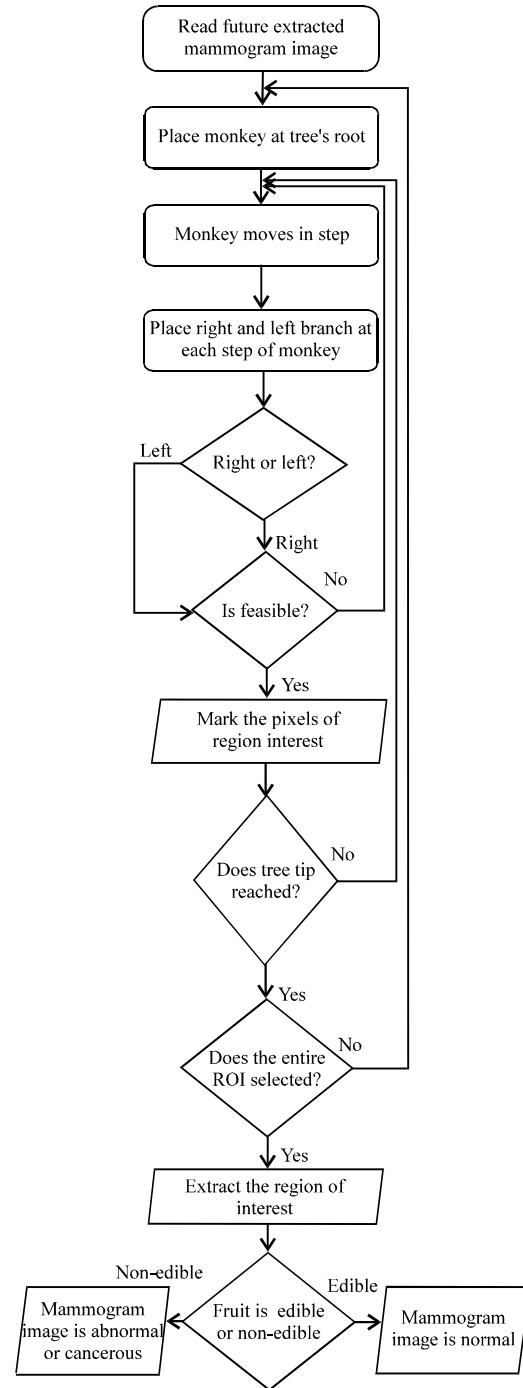 Read future extracted
mammogram image
Place monkey at tree's root
Monkey moves in step
Place right and left branch at
each step of monkey
Left
Right or left?
Right
No
Is feasible?
Yes
Mark the pixels of
region interest
No
Does tree tip
reached?
Yes
No
Does the entire
ROI selected?
Yes
Extract the region of
interest
Non-edible
Edible
Mammogram
image is abnormal
or cancerous
Fruit is edible
or non-edible
Mammogram
image is normal